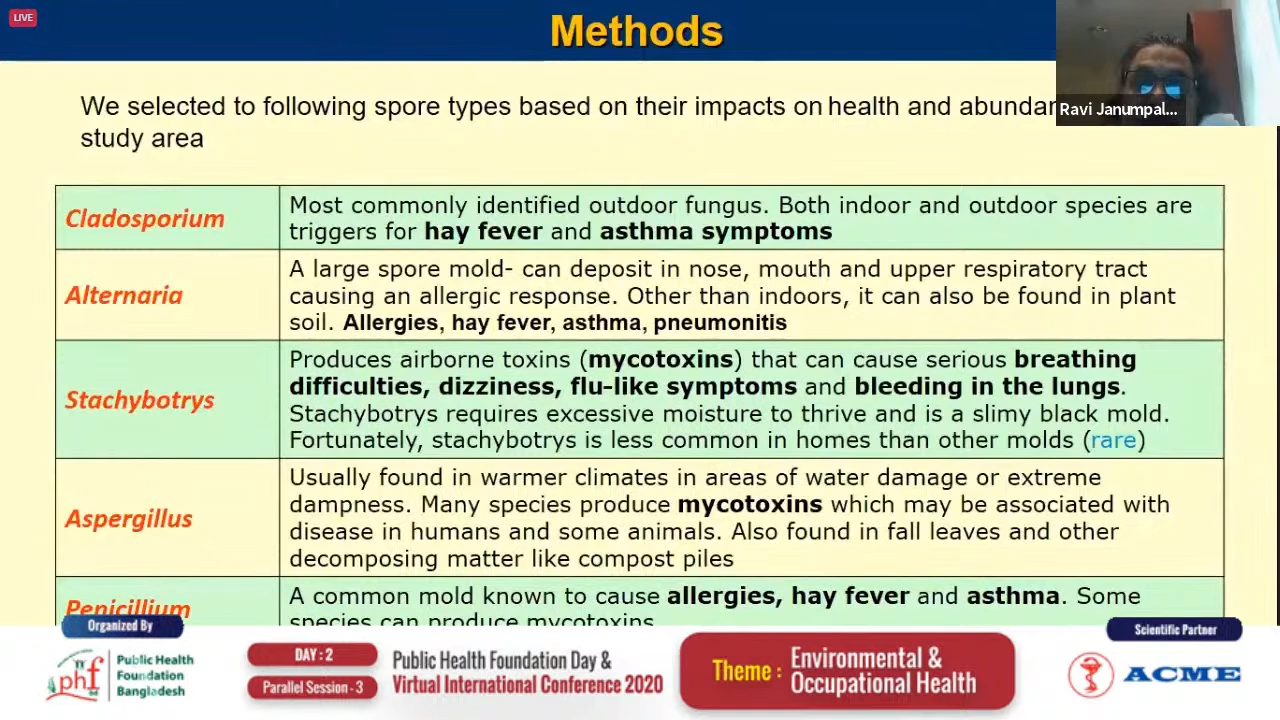 LIVE
Methods
Ravi Janumpal...
We selected to following spore types based on their impacts on health and abundan
study area
Cladosporium
Most commonly identified outdoor fungus. Both indoor and outdoor species are
triggers for hay fever and asthma symptoms
Alternaria
A large spore mold- can deposit in nose, mouth and upper respiratory tract
causing an allergic response. Other than indoors, it can also be found in plant
soil. Allergies, hay fever, asthma, pneumonitis
Stachybotrys
Produces airborne toxins (mycotoxins) that can cause serious breathing
difficulties, dizziness, flu-like symptoms and bleeding in the lungs.
Stachybotrys requires excessive moisture to thrive and is a slimy black mold.
Fortunately, stachybotrys is less common in homes than other molds (rare)
Aspergillus
Usually found in warmer climates in areas of water damage or extreme
dampness. Many species produce mycotoxins which may be associated with
disease in humans and some animals. Also found in fall leaves and other
decomposing matter like compost piles
Penicillium
A common mold known to cause allergies, hay fever and asthma. Some
species can produce mycotoxins
Organized By
phf
Public Health
Foundation
Bangladesh
DAY : 2
Parallel Session - 3
Public Health Foundation Day &
Virtual International Conference 2020
Theme :
Environmental &
Occupational Health
Scientific Partner
ACME